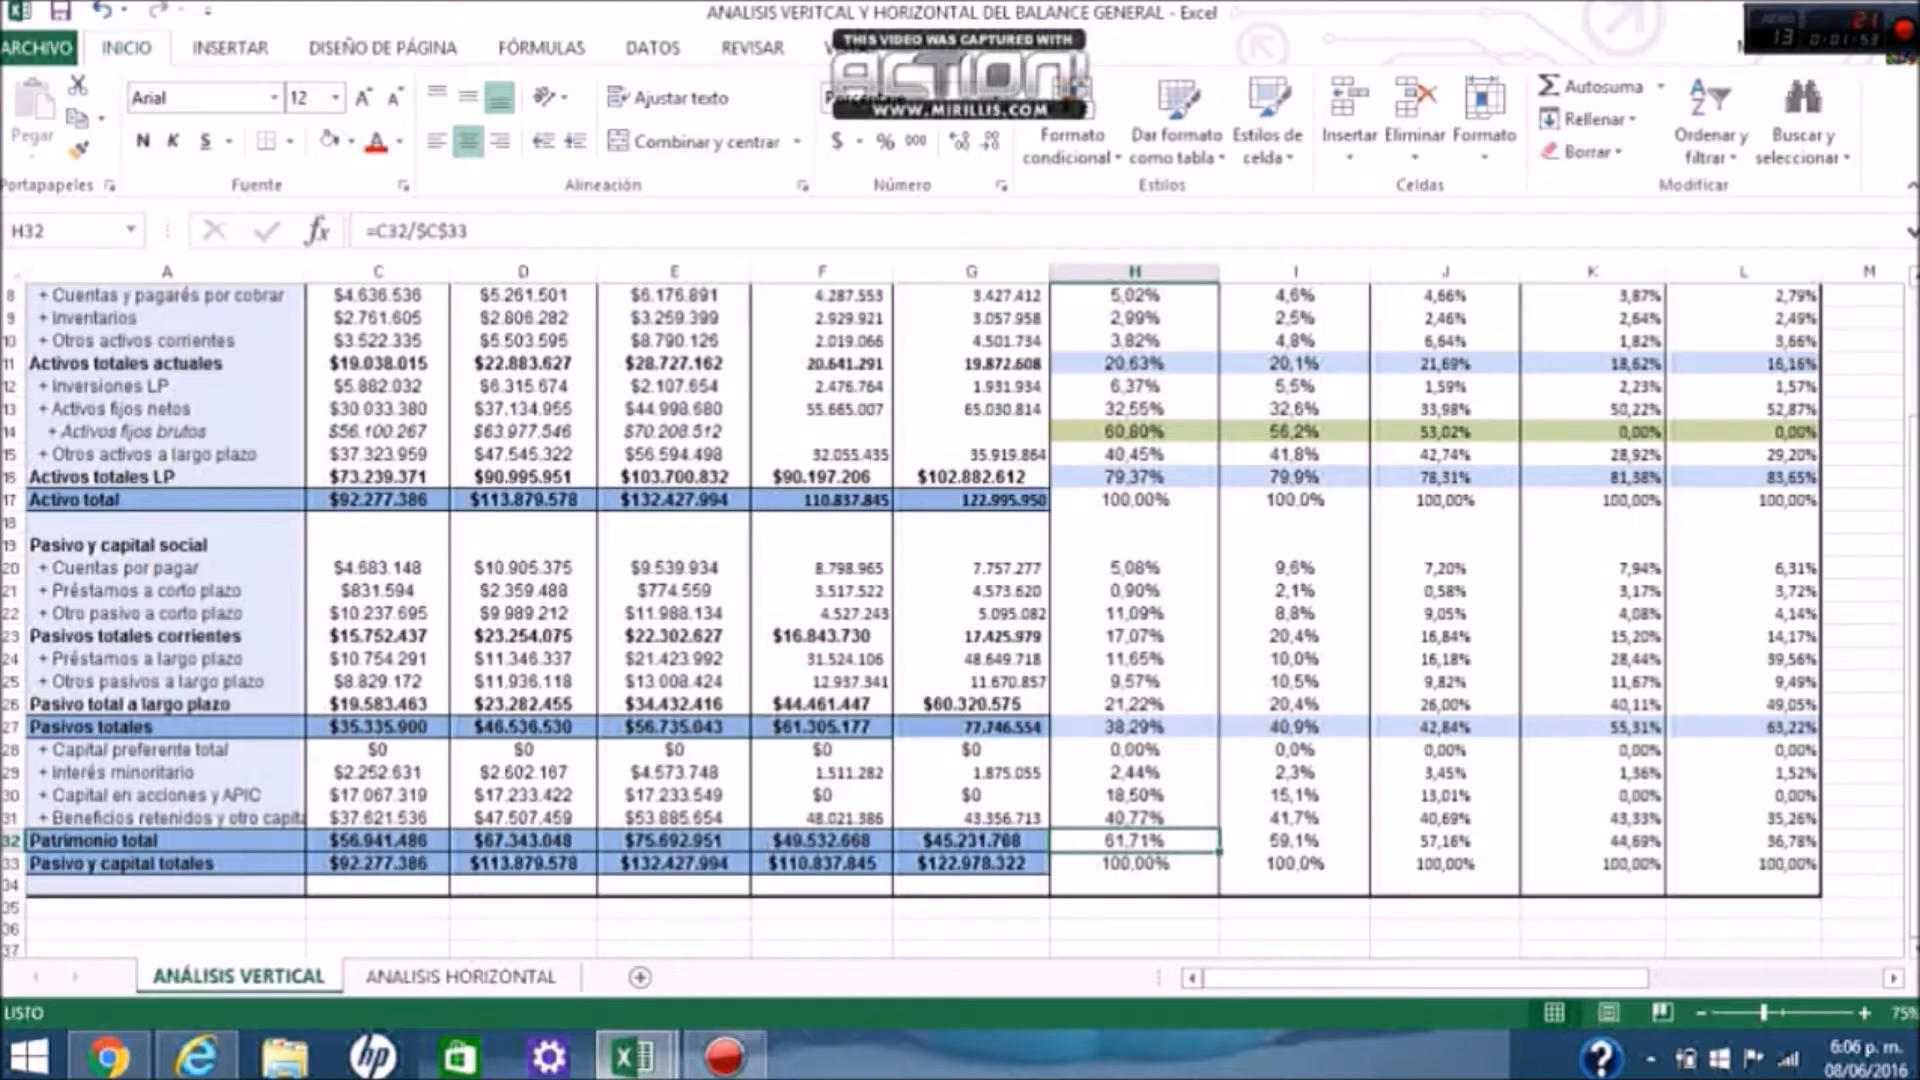 ANALISIS VERITCAL Y HORIZONTAL DEL BALANCE GENERAL - Excel
ARCHIVO INICIO INSERTAR DISEÑO DE PÁGINA FÓRMULAS DATOS REVISAR
THIS VIDEO WAS CAPTURED WITH
ACTION!
WWW.MIRILLIS.COM
21
13 0:01:53
Pegar
Arial 12
N K S
Ajustar texto
Combinar y centrar
$ % 000
Formato condicional
Dar formato como tabla
Estilos de celda
Insertar Eliminar Formato
Autosuma
Rellenar
Borrar
Ordenar y filtrar
Buscar y seleccionar
Portapapeles Fuente Alineación Número Estilos Celdas Modificar
H32 fx =C32/$C$33
A C D E F G H I J K L M
8 + Cuentas y pagarés por cobrar $4.636.536 $5.261.501 $6.176.891 4.287.553 3.427.412 5,02% 4,6% 4,66% 3,87% 2,79%
9 + Inventarios $2.761.605 $2.806.282 $3.259.399 2.929.921 3.057.958 2,99% 2,5% 2,46% 2,64% 2,49%
10 + Otros activos corrientes $3.522.335 $5.503.595 $8.790.126 2.019.066 4.501.734 3,82% 4,8% 6,64% 1,82% 3,66%
11 Activos totales actuales $19.038.015 $22.883.627 $28.727.162 20.641.291 19.872.608 20,63% 20,1% 21,69% 18,62% 16,16%
12 + Inversiones LP $5.882.032 $6.315.674 $2.107.654 2.476.764 1.931.934 6,37% 5,5% 1,59% 2,23% 1,57%
13 + Activos fijos netos $30.033.380 $37.134.955 $44.998.680 55.665.007 65.030.814 32,55% 32,6% 33,98% 50,22% 52,87%
14 + Activos fijos brutos $56.100.267 $63.977.546 $70.208.512 60,80% 56,2% 53,02% 0,00% 0,00%
15 + Otros activos a largo plazo $37.323.959 $47.545.322 $56.594.498 32.055.435 35.919.864 40,45% 41,8% 42,74% 28,92% 29,20%
16 Activos totales LP $73.239.371 $90.995.951 $103.700.832 $90.197.206 $102.882.612 79,37% 79,9% 78,31% 81,38% 83,65%
17 Activo total $92.277.386 $113.879.578 $132.427.994 110.837.845 122.995.950 100,00% 100,0% 100,00% 100,00% 100,00%
18
19 Pasivo y capital social
20 + Cuentas por pagar $4.683.148 $10.905.375 $9.539.934 8.798.965 7.757.277 5,08% 9,6% 7,20% 7,94% 6,31%
21 + Préstamos a corto plazo $831.594 $2.359.488 $774.559 3.517.522 4.573.620 0,90% 2,1% 0,58% 3,17% 3,72%
22 + Otro pasivo a corto plazo $10.237.695 $9.989.212 $11.988.134 4.527.243 5.095.082 11,09% 8,8% 9,05% 4,08% 4,14%
23 Pasivos totales corrientes $15.752.437 $23.254.075 $22.302.627 $16.843.730 17.425.979 17,07% 20,4% 16,84% 15,20% 14,17%
24 + Préstamos a largo plazo $10.754.291 $11.346.337 $21.423.992 31.524.106 48.649.718 11,65% 10,0% 16,18% 28,44% 39,56%
25 + Otros pasivos a largo plazo $8.829.172 $11.936.118 $13.008.424 12.937.341 11.670.857 9,57% 10,5% 9,82% 11,67% 9,49%
26 Pasivo total a largo plazo $19.583.463 $23.282.455 $34.432.416 $44.461.447 $60.320.575 21,22% 20,4% 26,00% 40,11% 49,05%
27 Pasivos totales $35.335.900 $46.536.530 $56.735.043 $61.305.177 77.746.554 38,29% 40,9% 42,84% 55,31% 63,22%
28 + Capital preferente total $0 $0 $0 $0 $0 0,00% 0,0% 0,00% 0,00% 0,00%
29 + Interés minoritario $2.252.631 $2.602.167 $4.573.748 1.511.282 1.875.055 2,44% 2,3% 3,45% 1,36% 1,52%
30 + Capital en acciones y APIC $17.067.319 $17.233.422 $17.233.549 $0 $0 18,50% 15,1% 13,01% 0,00% 0,00%
31 + Beneficios retenidos y otro capita $37.621.536 $47.507.459 $53.885.654 48.021.386 43.356.713 40,77% 41,7% 40,69% 43,33% 35,26%
32 Patrimonio total $56.941.486 $67.343.048 $75.692.951 $49.532.668 $45.231.768 61,71% 59,1% 57,16% 44,69% 36,78%
33 Pasivo y capital totales $92.277.386 $113.879.578 $132.427.994 $110.837.845 $122.978.322 100,00% 100,0% 100,00% 100,00% 100,00%
34
35
36
37
ANÁLISIS VERTICAL ANALISIS HORIZONTAL
LISTO 75%
hp
6:06 p. m.
08/06/2016